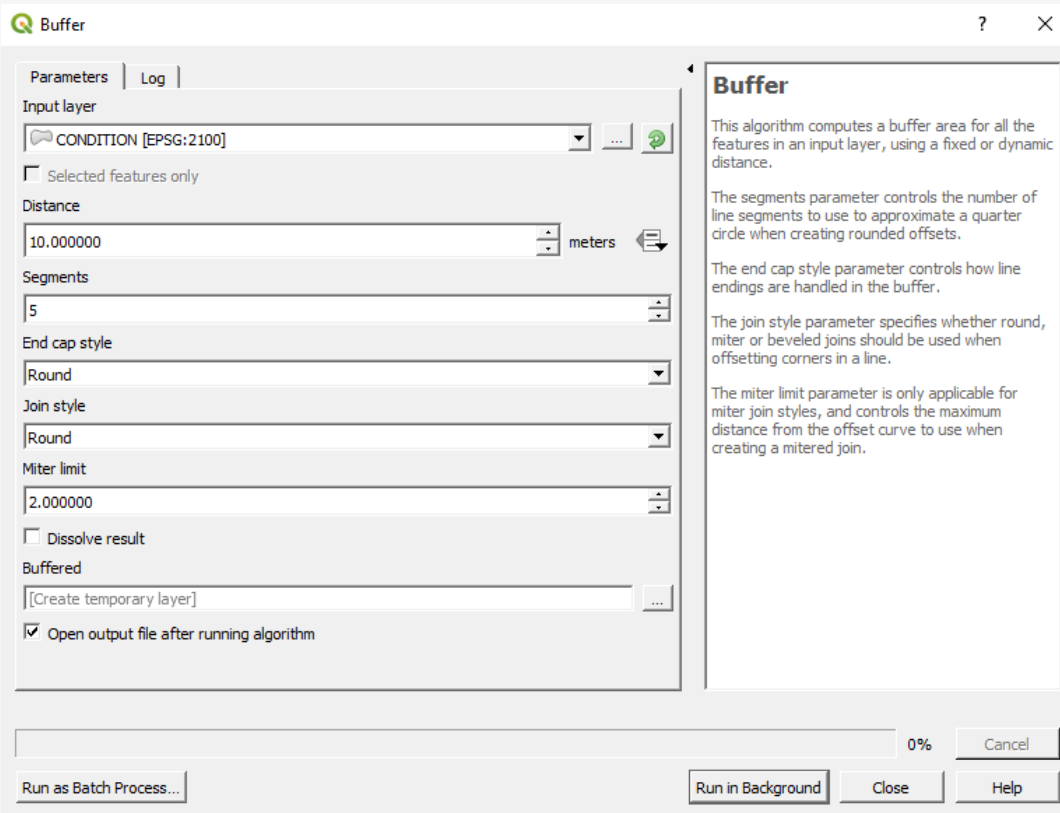 Buffer
?
Parameters
Log
Input layer
CONDITION [EPSG:2100]
...
Selected features only
Distance
10.000000
meters
Segments
5
End cap style
Round
Join style
Round
Miter limit
2.000000
Dissolve result
Buffered
[Create temporary layer]
...
Open output file after running algorithm
Buffer
This algorithm computes a buffer area for all the
features in an input layer, using a fixed or dynamic
distance.
The segments parameter controls the number of
line segments to use to approximate a quarter
circle when creating rounded offsets.
The end cap style parameter controls how line
endings are handled in the buffer.
The join style parameter specifies whether round,
miter or beveled joins should be used when
offsetting corners in a line.
The miter limit parameter is only applicable for
miter join styles, and controls the maximum
distance from the offset curve to use when
creating a mitered join.
0%
Cancel
Run as Batch Process...
Run in Background
Close
Help